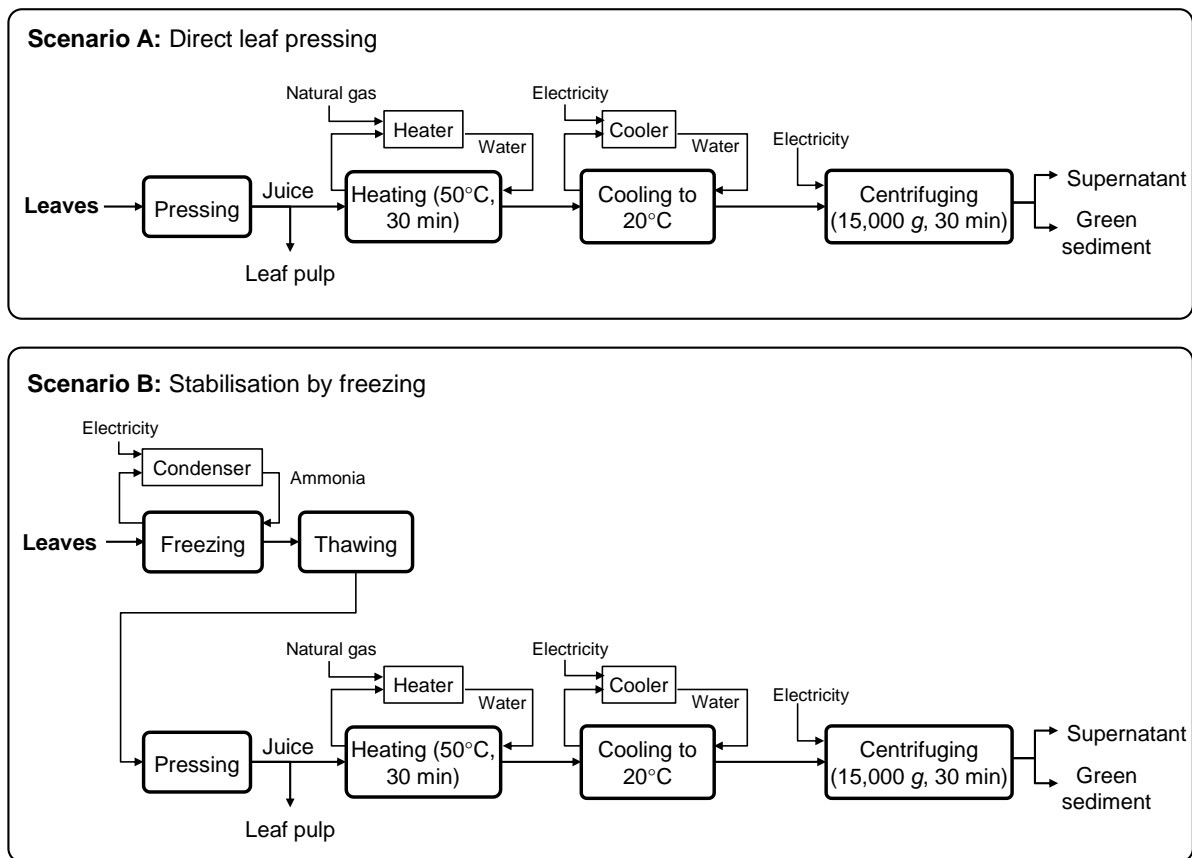 Scenario A: Direct leaf pressing
Natural gas
Electricity
Heater
Cooler
Water
Water
Electricity
Leaves
Pressing
Juice
Heating (50°C,
30 min)
Cooling to
20°C
Centrifuging
(15,000 g, 30 min)
Supernatant
Green
sediment
Leaf pulp
Scenario B: Stabilisation by freezing
Electricity
Condenser
Ammonia
Leaves
Freezing
Thawing
Natural gas
Electricity
Heater
Cooler
Water
Water
Electricity
Pressing
Juice
Heating (50°C,
30 min)
Cooling to
20°C
Centrifuging
(15,000 g, 30 min)
Supernatant
Green
sediment
Leaf pulp